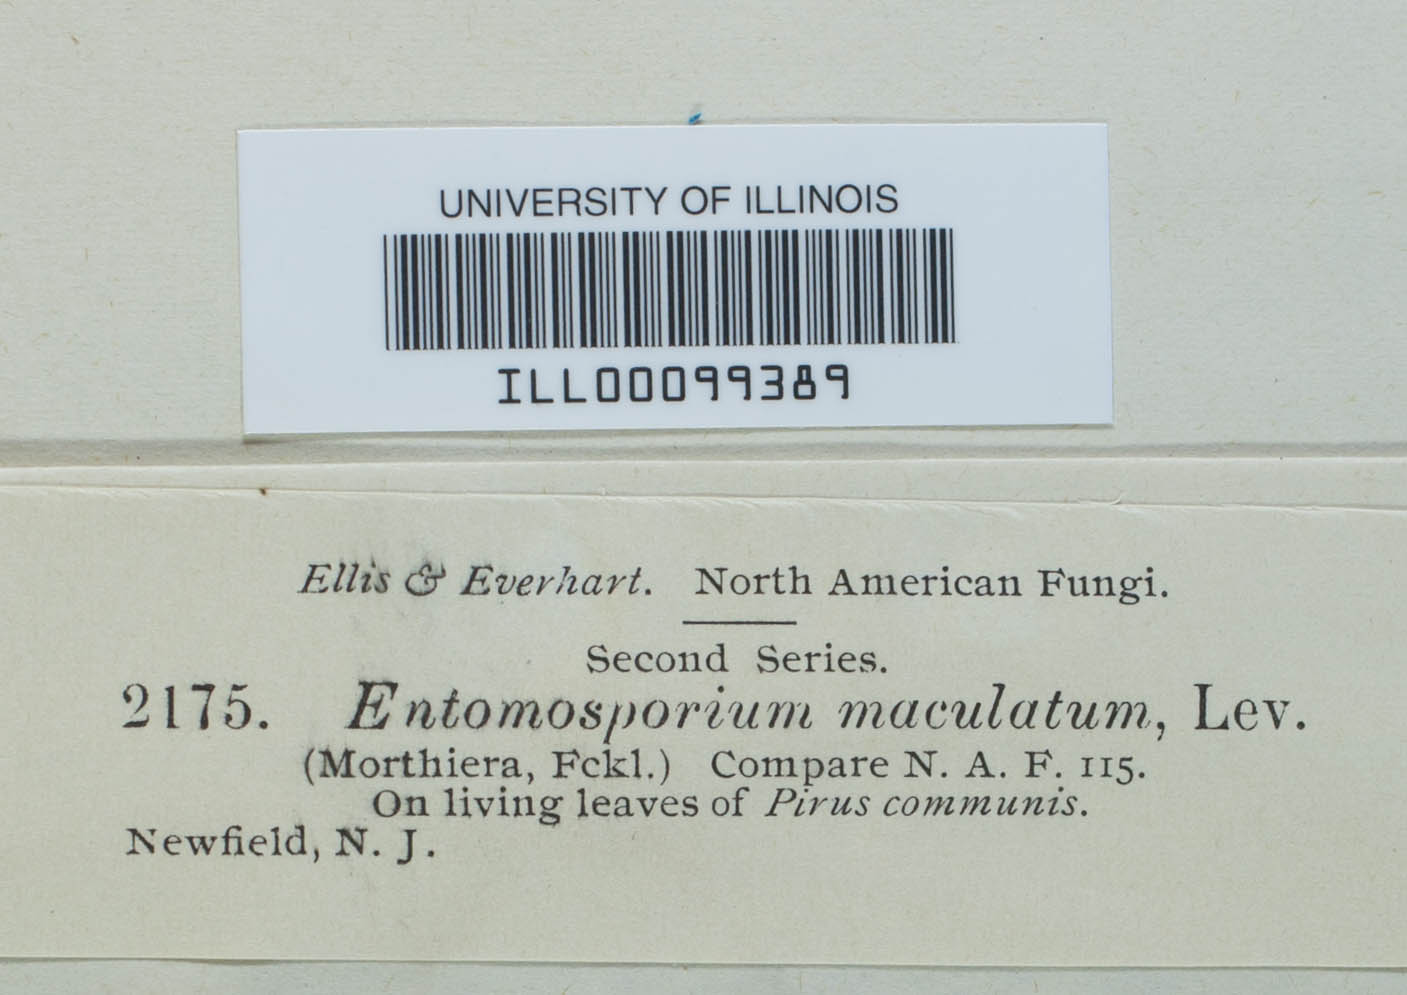 UNIVERSITY OF ILLINOIS
ILL00099389
Ellis & Everhart. North American Fungi.
Second Series.
2175. Entomosporium maculatum, Lev.
(Morthiera, Fckl.) Compare N. A. F. 115.
On living leaves of Pirus communis.
Newfield, N. J.